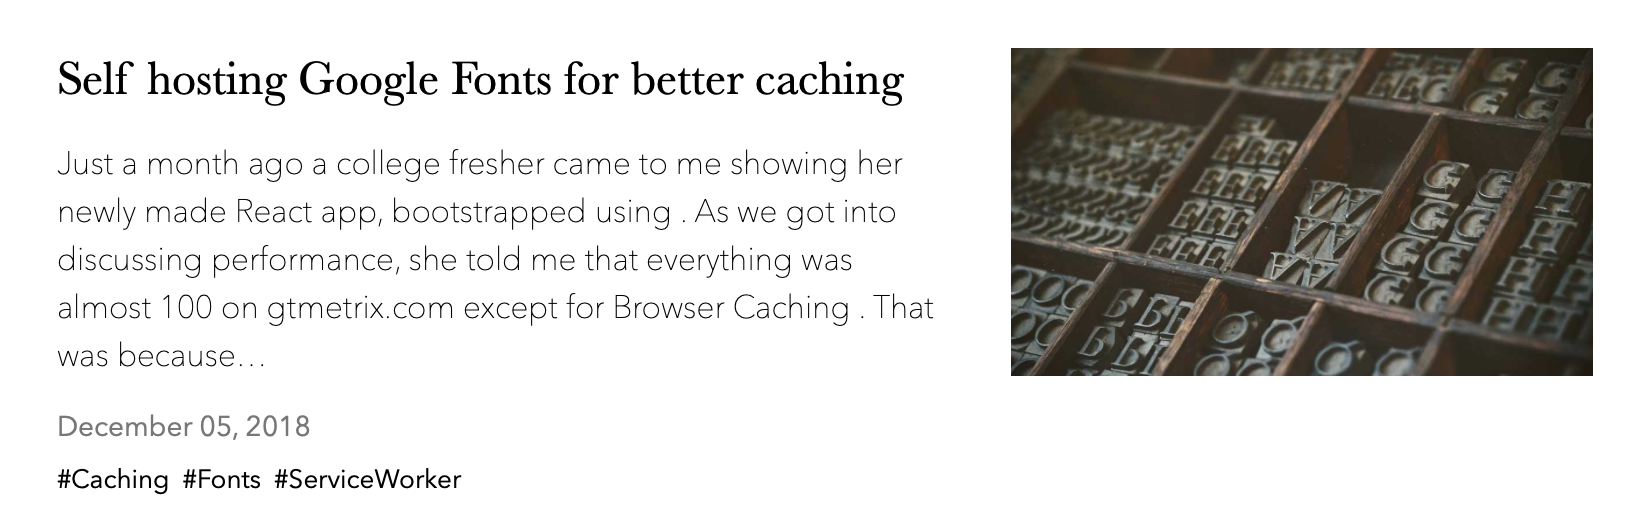 Self hosting Google Fonts for better caching
Just a month ago a college fresher came to me showing her
newly made React app, bootstrapped using . As we got into
discussing performance, she told me that everything was
almost 100 on gtmetrix.com except for Browser Caching . That
was because…
December 05, 2018
#Caching #Fonts #ServiceWorker